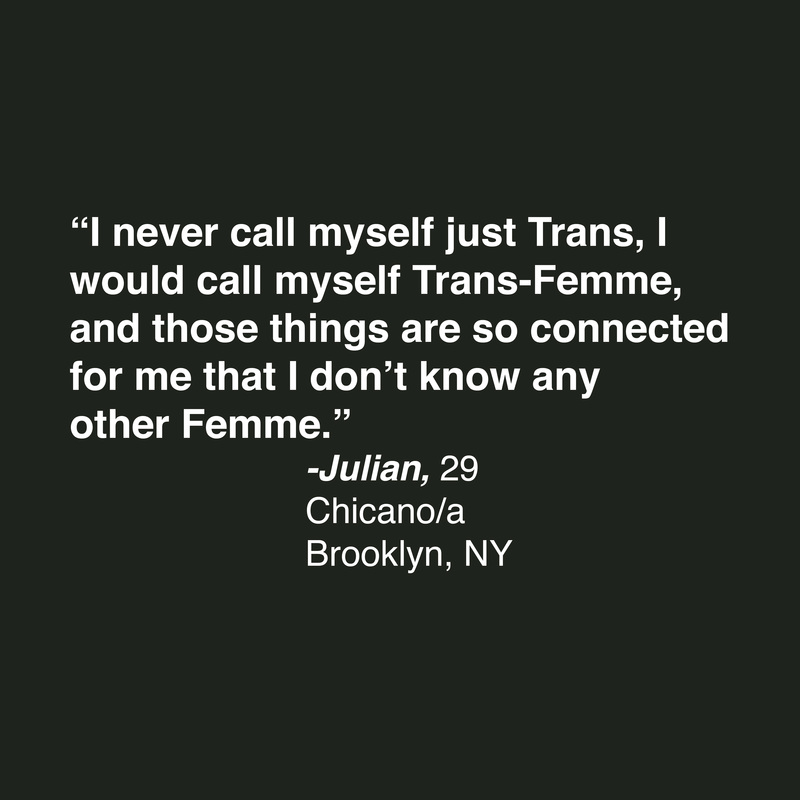 “I never call myself just Trans, I
would call myself Trans-Femme,
and those things are so connected
for me that I don’t know any
other Femme.”
-Julian, 29
Chicano/a
Brooklyn, NY